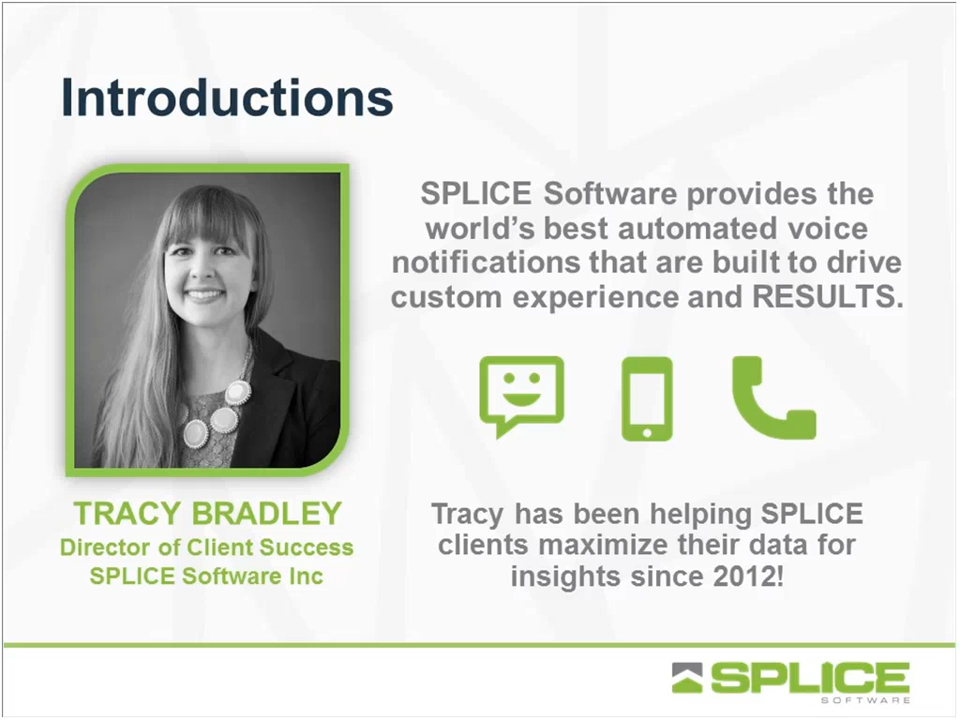 Introductions
SPLICE Software provides the
world's best automated voice
notifications that are built to drive
custom experience and RESULTS.
TRACY BRADLEY
Director of Client Success
SPLICE Software Inc
Tracy has been helping SPLICE
clients maximize their data for
insights since 2012!
SPLICE
SOFTWARE